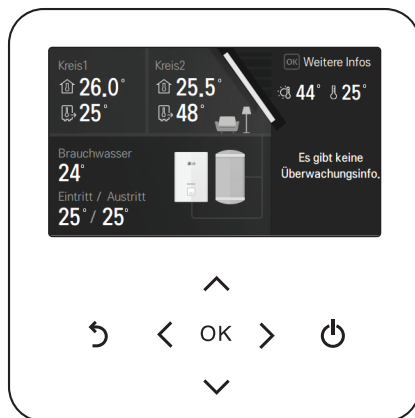 Kreis1
26.0°
25°
Kreis2
25.5°
48°
OK Weitere Infos
44° 25°
Es gibt keine
Überwachungsinfo.
Brauchwasser
24°
Eintritt / Austritt
25° / 25°
OK